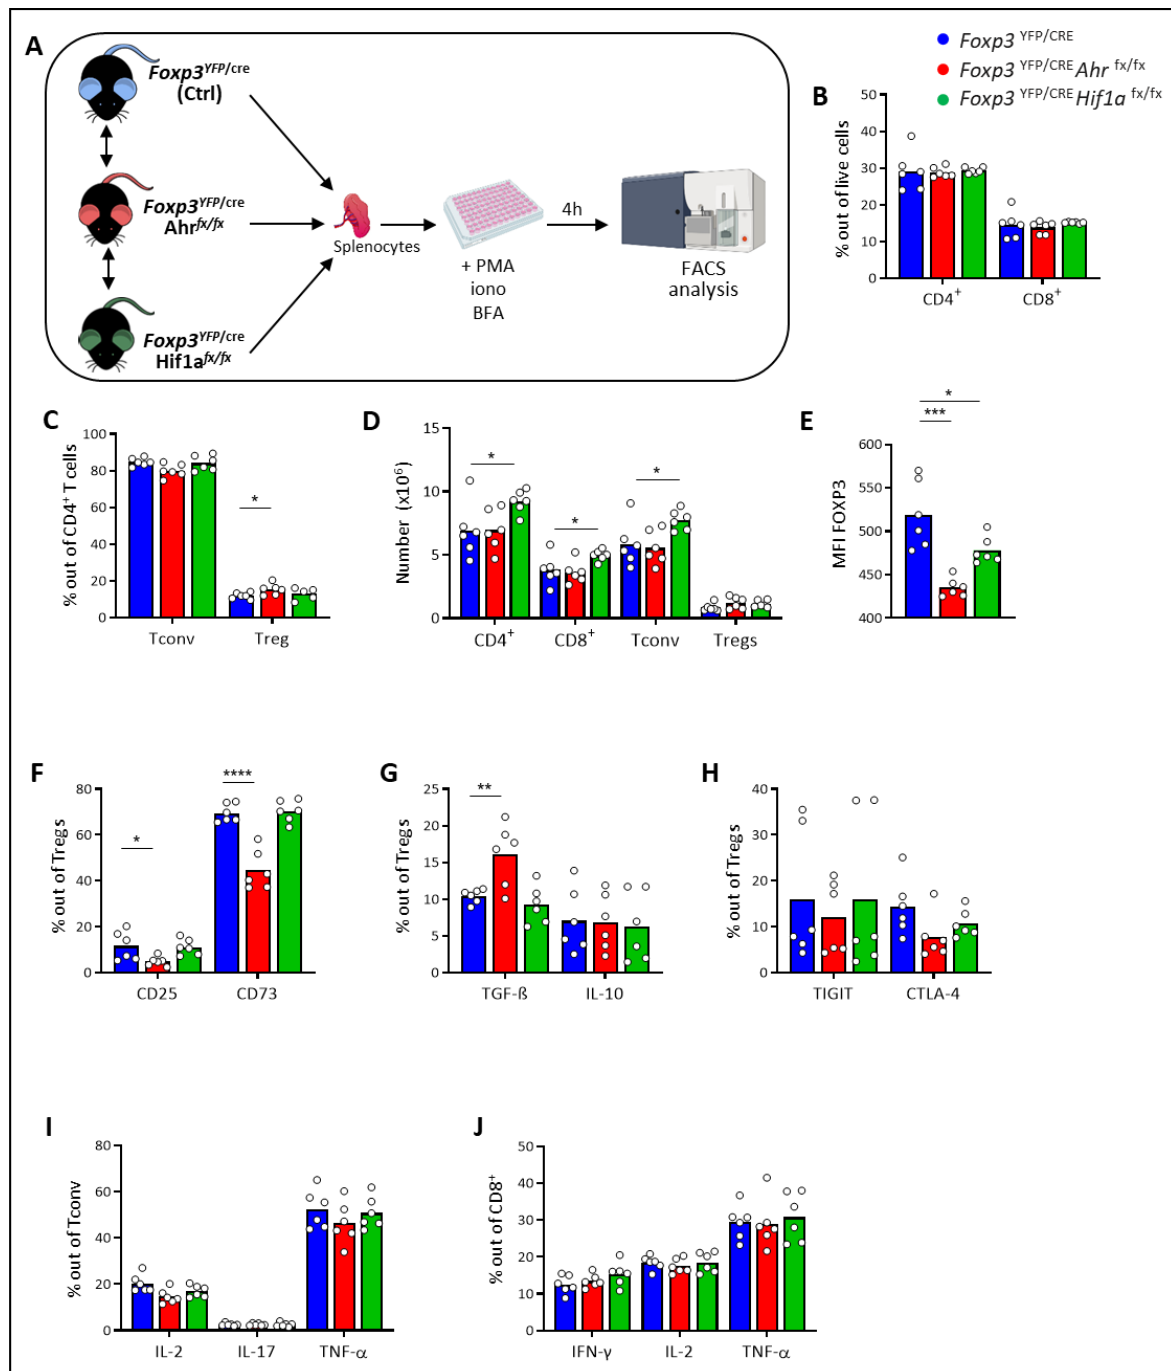 A
Foxp3YFP/cre
(Ctrl)
Foxp3YFP/cre
Ahrfx/fx
Foxp3YFP/cre
Hif1afx/fx
Splenocytes
+ PMA
iono
BFA
4h
FACS
analysis
Foxp3 YFP/CRE
Foxp3 YFP/CRE Ahr fx/fx
Foxp3 YFP/CRE Hif1a fx/fx
B
% out of live cells
50
40
30
20
10
0
CD4+
CD8+
C
% out of CD4+ T cells
100
80
60
40
20
0
*
Tconv
Treg
D
Number (x10⁶)
15
10
5
0
*
*
*
CD4+
CD8+
Tconv
Tregs
E
MFI FOXP3
*
***
600
550
500
450
400
F
% out of Tregs
80
60
40
20
0
*
****
CD25
CD73
G
% out of Tregs
25
20
15
10
5
0
**
TGF-ß
IL-10
H
% out of Tregs
40
30
20
10
0
TIGIT
CTLA-4
I
% out of Tconv
80
60
40
20
0
IL-2
IL-17
TNF-α
J
% out of CD8+
50
40
30
20
10
0
IFN-γ
IL-2
TNF-α